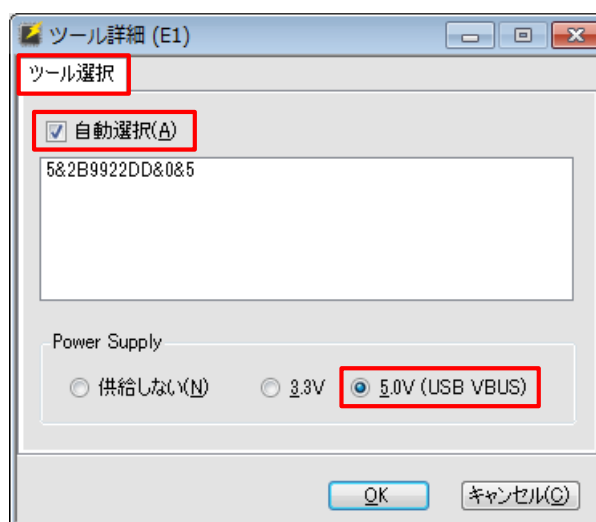 ツール詳細 (E1)
ツール選択
自動選択(A)
5&2B9922DD&0&5
Power Supply
供給しない(N) 3.3V 5.0V (USB VBUS)
OK キャンセル(C)